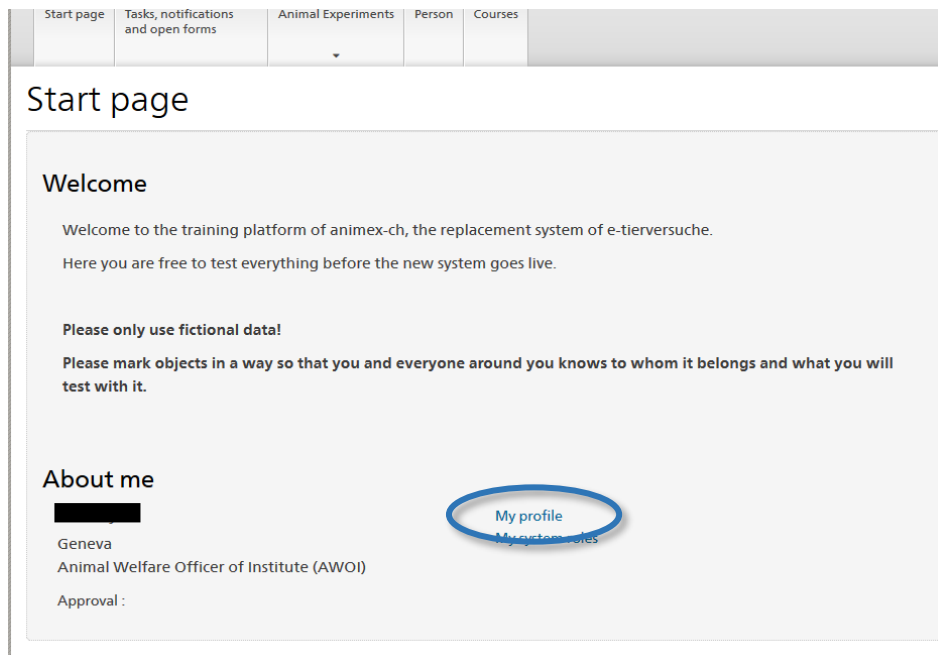 Start page
Tasks, notifications
and open forms
Animal Experiments
Person
Courses
Start page
Welcome
Welcome to the training platform of animex-ch, the replacement system of e-tierversuche.
Here you are free to test everything before the new system goes live.
Please only use fictional data!
Please mark objects in a way so that you and everyone around you knows to whom it belongs and what you will
test with it.
About me
My profile
My system roles
Geneva
Animal Welfare Officer of Institute (AWOI)
Approval :